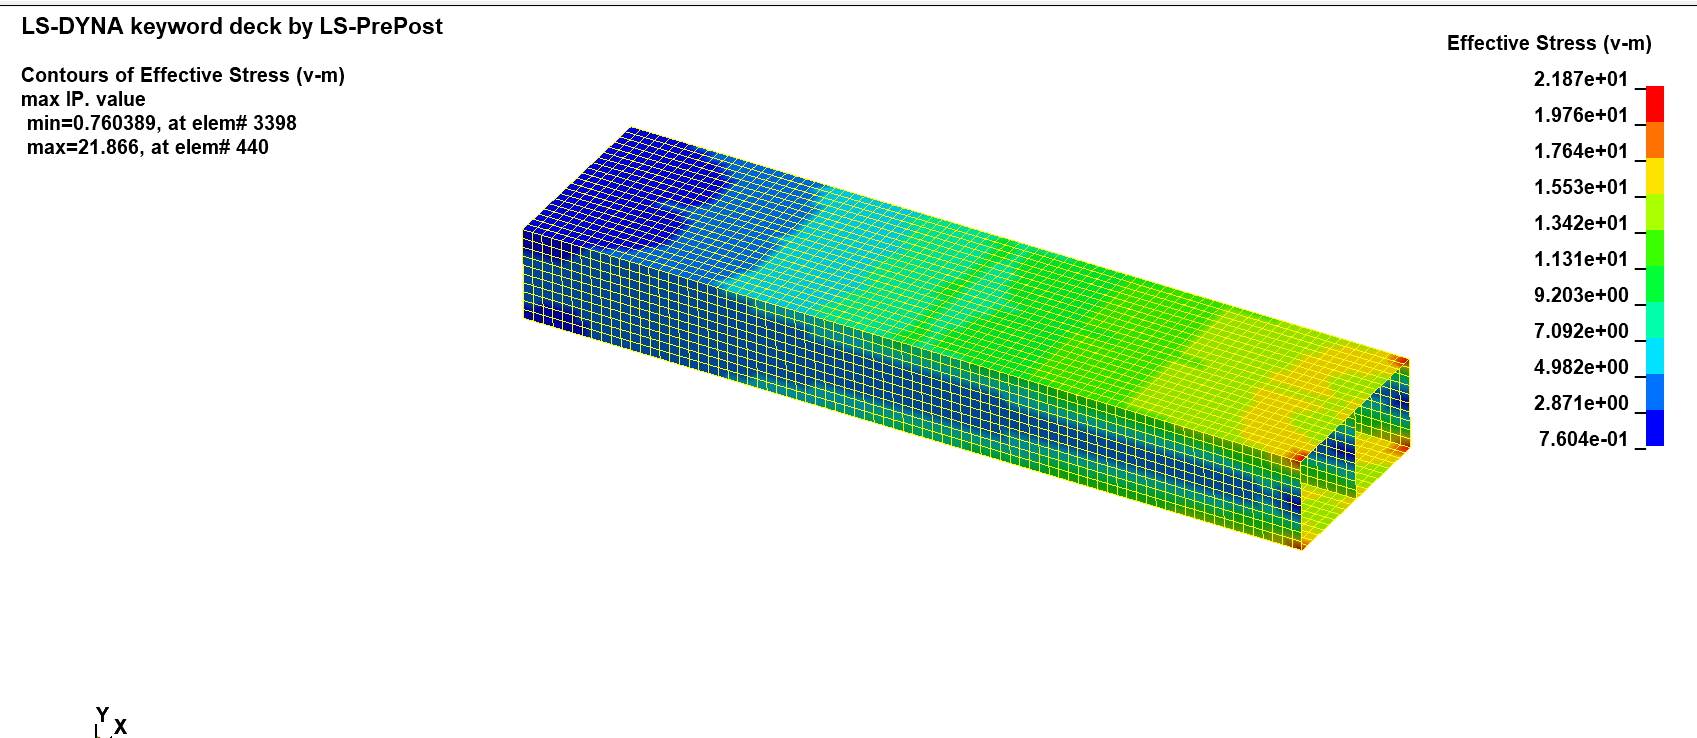 LS-DYNA keyword deck by LS-PrePost
Contours of Effective Stress (v-m)
max IP. value
min=0.760389, at elem# 3398
max=21.866, at elem# 440
Effective Stress (v-m)
2.187e+01
1.976e+01
1.764e+01
1.553e+01
1.342e+01
1.131e+01
9.203e+00
7.092e+00
4.982e+00
2.871e+00
7.604e-01
Y
X